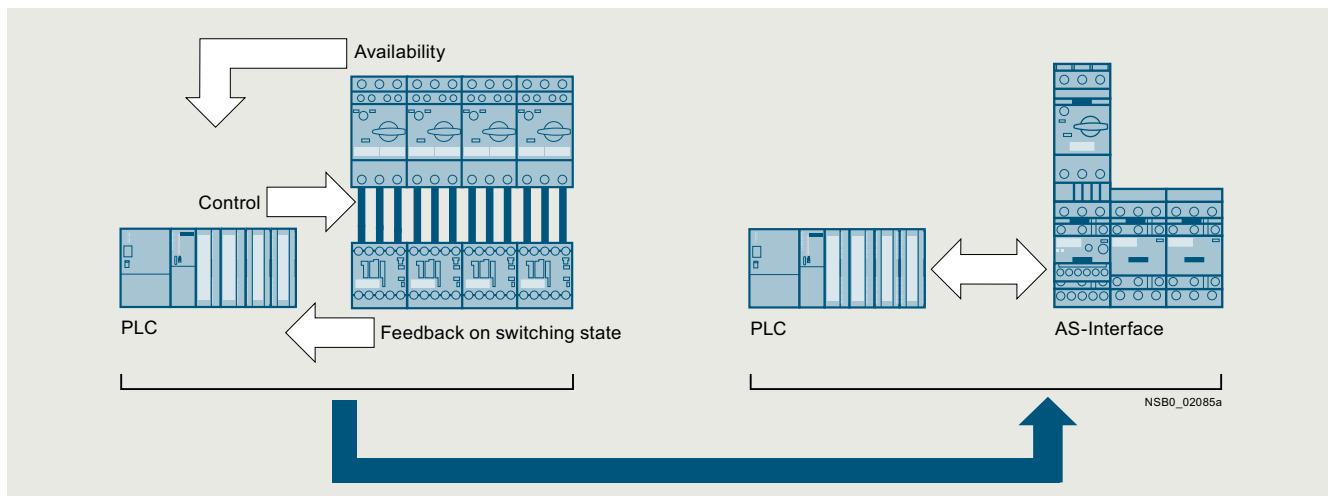 Availability
Control
PLC
Feedback on switching state
PLC
AS-Interface
NSB0_02085a